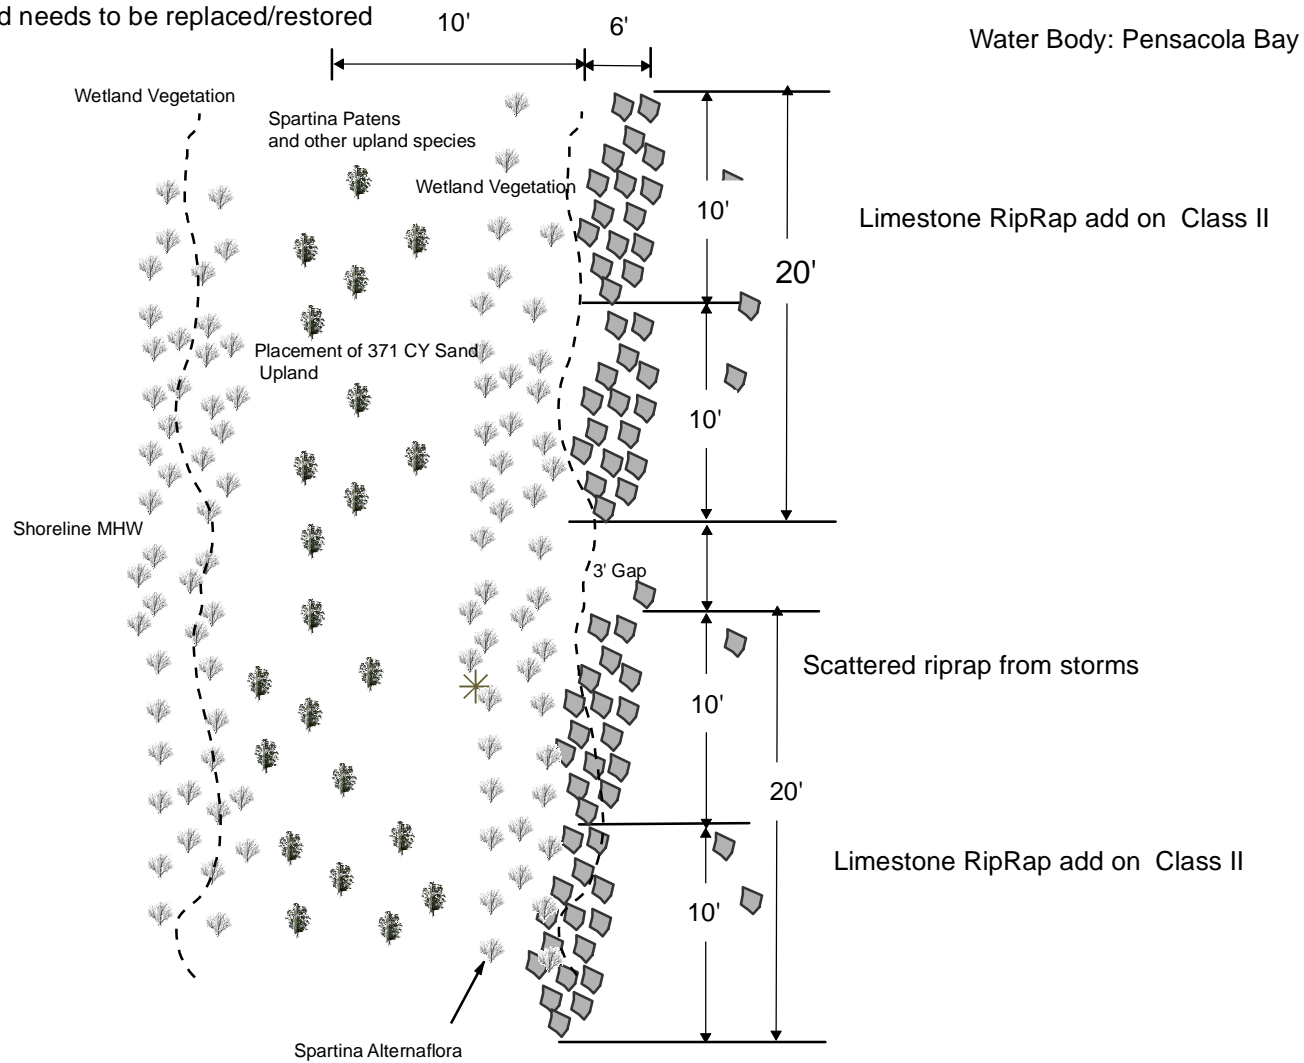 d needs to be replaced/restored
10'
6'
Water Body: Pensacola Bay
Wetland Vegetation
Spartina Patens
and other upland species
Wetland Vegetation
10'
Limestone RipRap add on  Class II
20'
Placement of 371 CY Sand
Upland
10'
Shoreline MHW
3' Gap
Scattered riprap from storms
10'
20'
Limestone RipRap add on  Class II
10'
Spartina Alternaflora